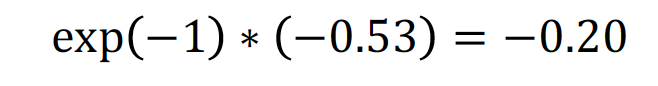 exp(−1) ∗ (−0.53) = −0.20